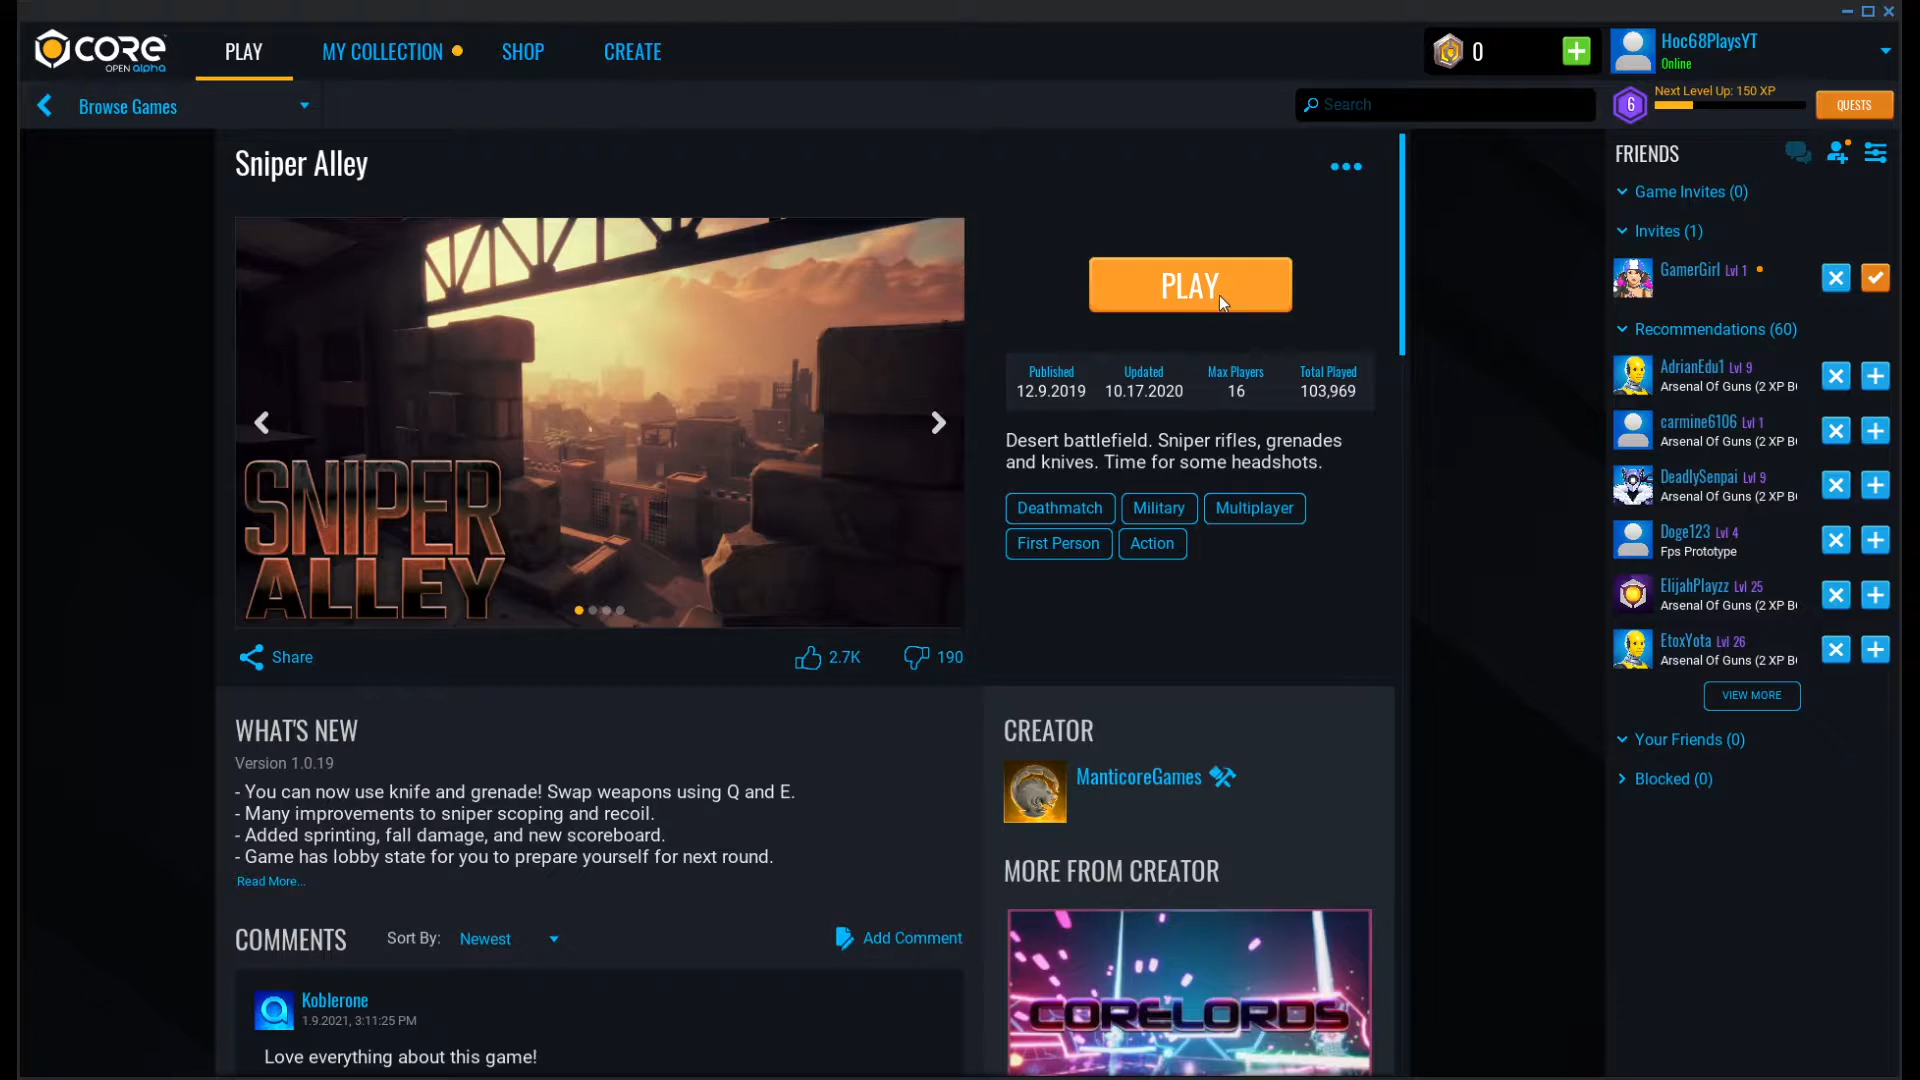 CORE
OPEN alpha
PLAY
MY COLLECTION
SHOP
CREATE
0
Hoc68PlaysYT
Online
Browse Games
Search
6
Next Level Up: 150 XP
QUESTS
Sniper Alley
SNIPER
ALLEY
Share
2.7K
190
PLAY
Published
12.9.2019
Updated
10.17.2020
Max Players
16
Total Played
103,969
Desert battlefield. Sniper rifles, grenades
and knives. Time for some headshots.
Deathmatch
Military
Multiplayer
First Person
Action
WHAT'S NEW
Version 1.0.19
- You can now use knife and grenade! Swap weapons using Q and E.
- Many improvements to sniper scoping and recoil.
- Added sprinting, fall damage, and new scoreboard.
- Game has lobby state for you to prepare yourself for next round.
Read More...
COMMENTS
Sort By:
Newest
Add Comment
Koblerone
1.9.2021, 3:11:25 PM
Love everything about this game!
CREATOR
ManticoreGames
MORE FROM CREATOR
CORELORDS
FRIENDS
Game Invites (0)
Invites (1)
GamerGirl Lvl 1
Recommendations (60)
AdrianEdu1 Lvl 9
Arsenal Of Guns (2 XP B
carmine6106 Lvl 1
Arsenal Of Guns (2 XP B
DeadlySenpai Lvl 9
Arsenal Of Guns (2 XP B
Doge123 Lvl 4
Fps Prototype
ElijahPlayzz Lvl 25
Arsenal Of Guns (2 XP B
EtoxYota Lvl 26
Arsenal Of Guns (2 XP B
VIEW MORE
Your Friends (0)
Blocked (0)